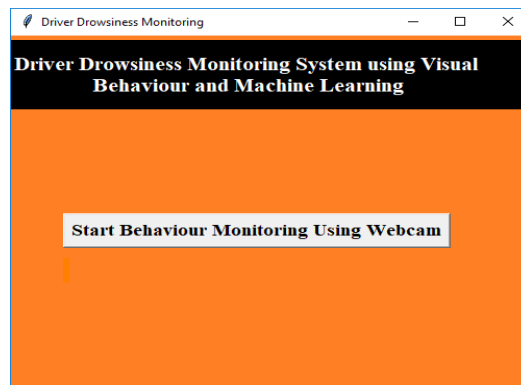 Driver Drowsiness Monitoring
Driver Drowsiness Monitoring System using Visual
Behaviour and Machine Learning
Start Behaviour Monitoring Using Webcam